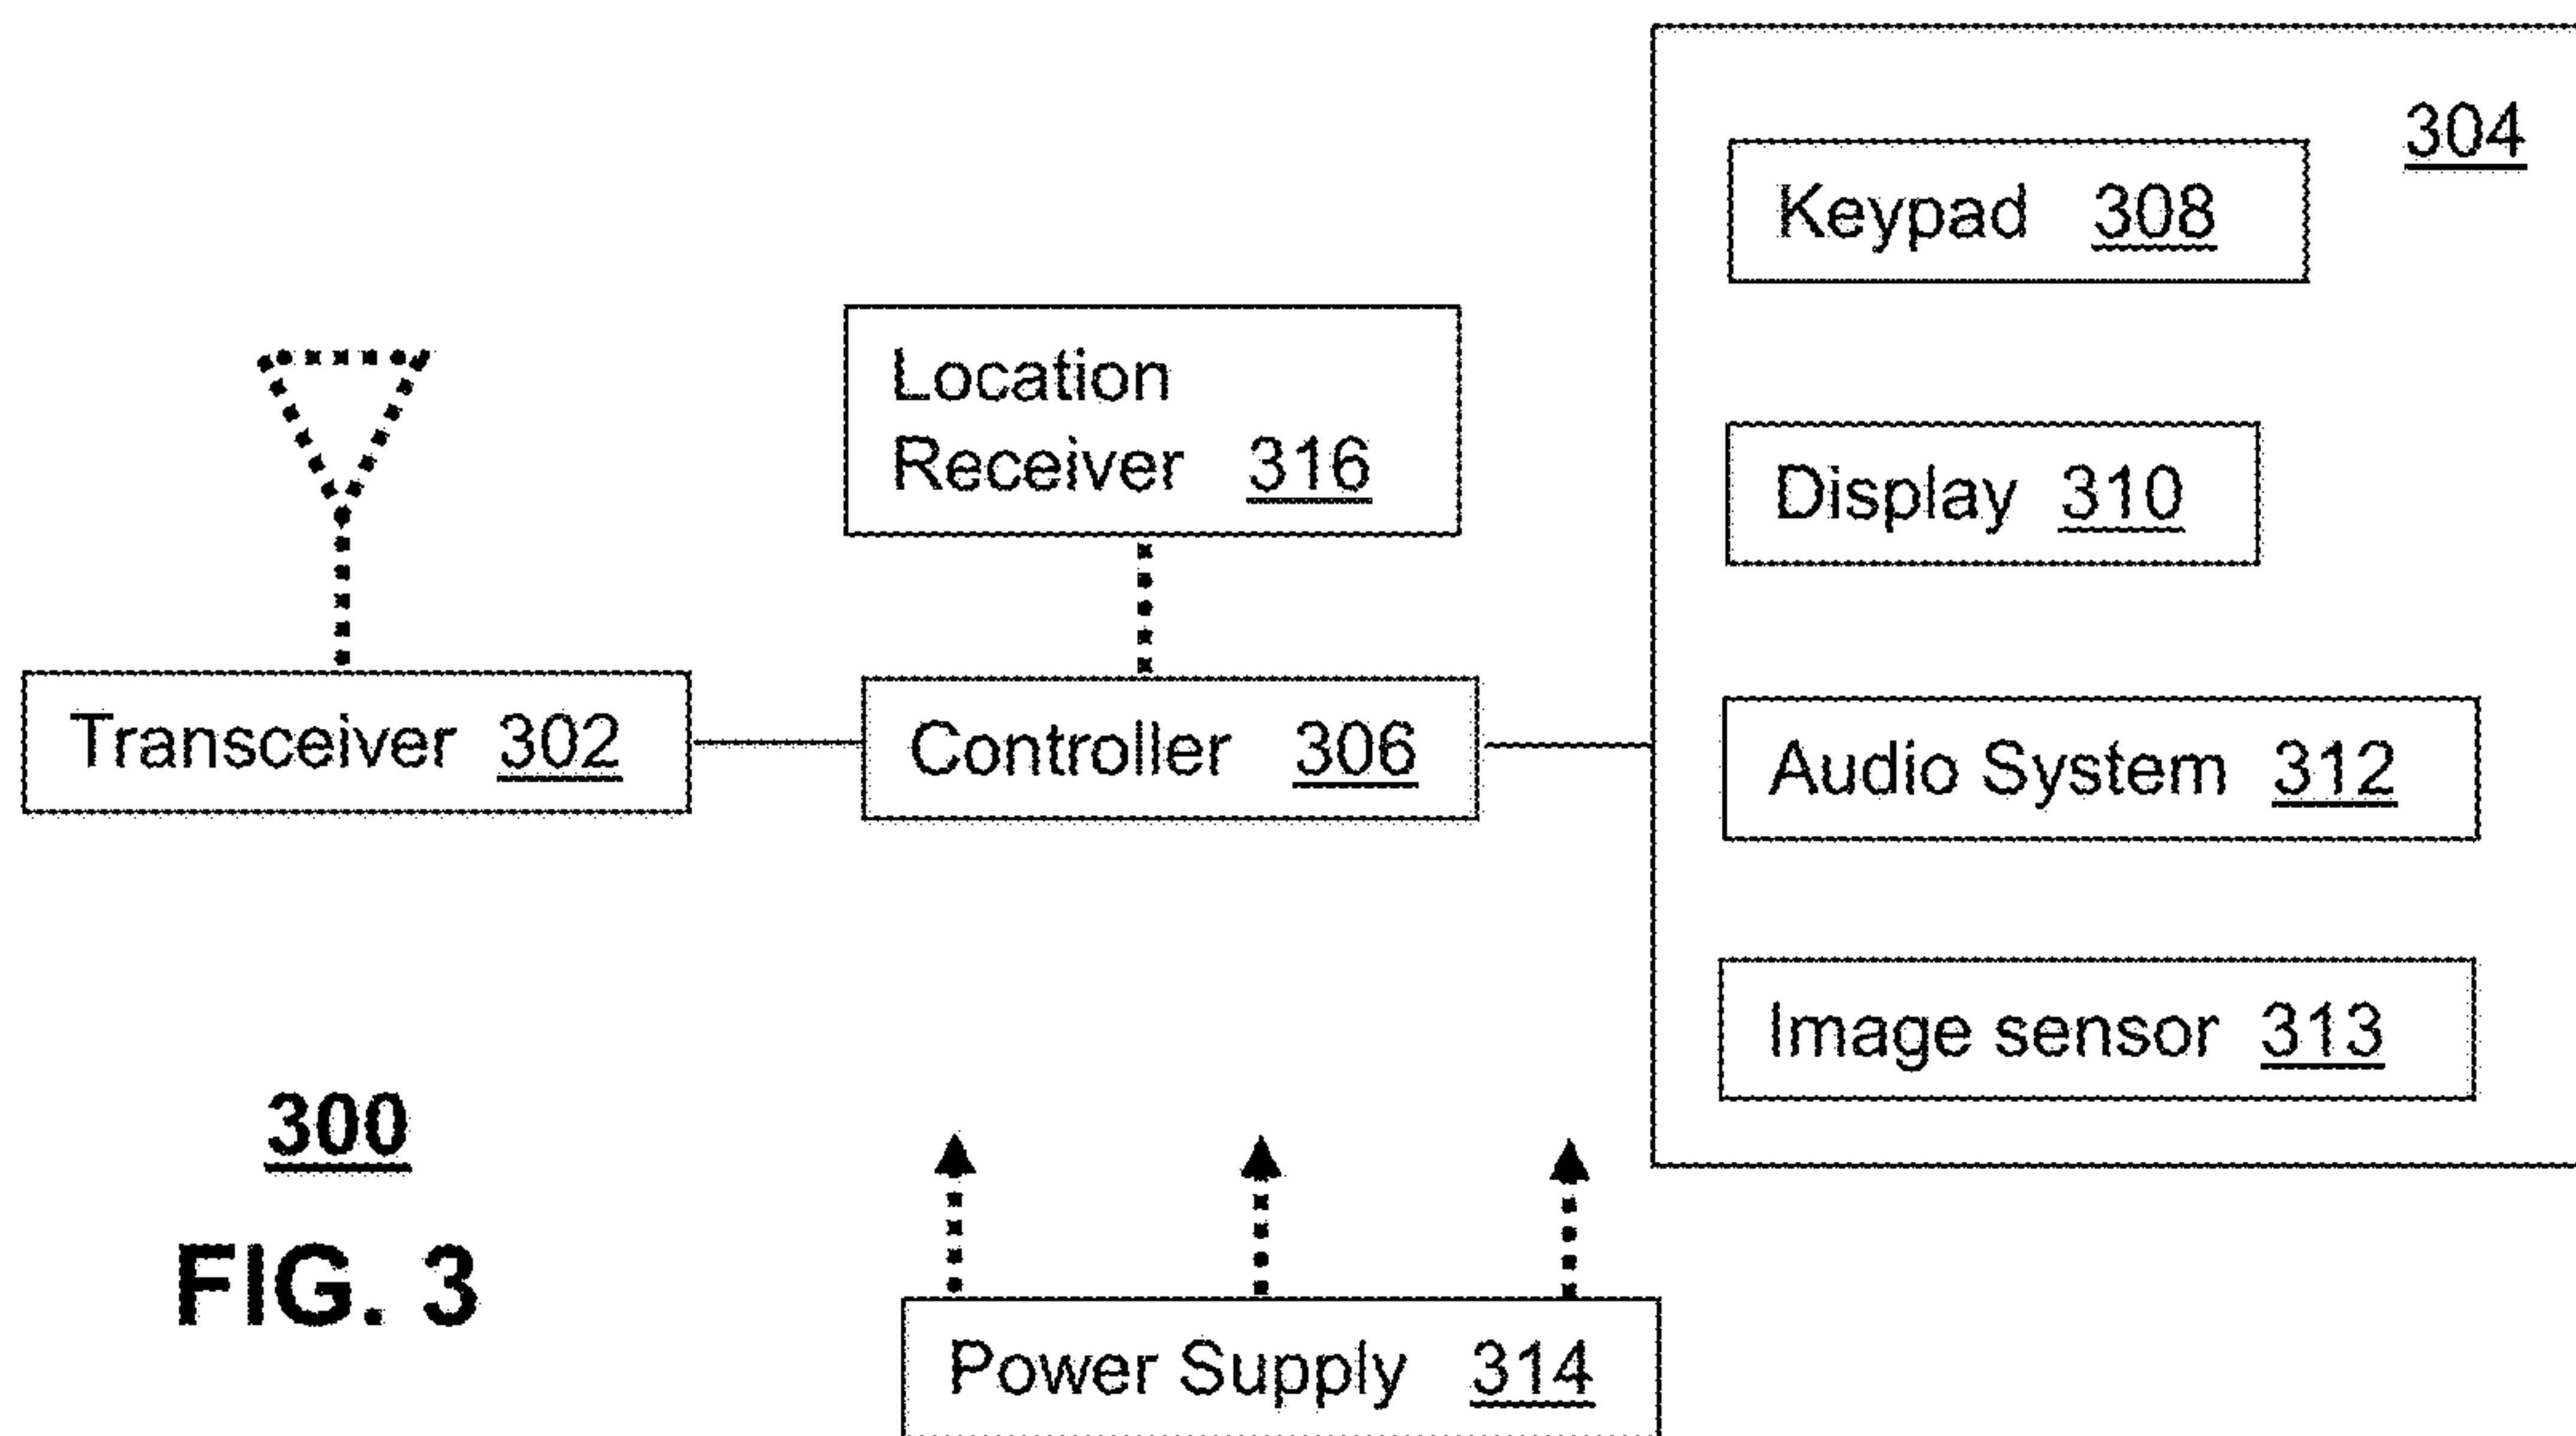 304
Keypad 308
Location
Receiver 316
Display 310
Transceiver 302
Controller 306
Audio System 312
Image sensor 313
300
FIG. 3
Power Supply 314